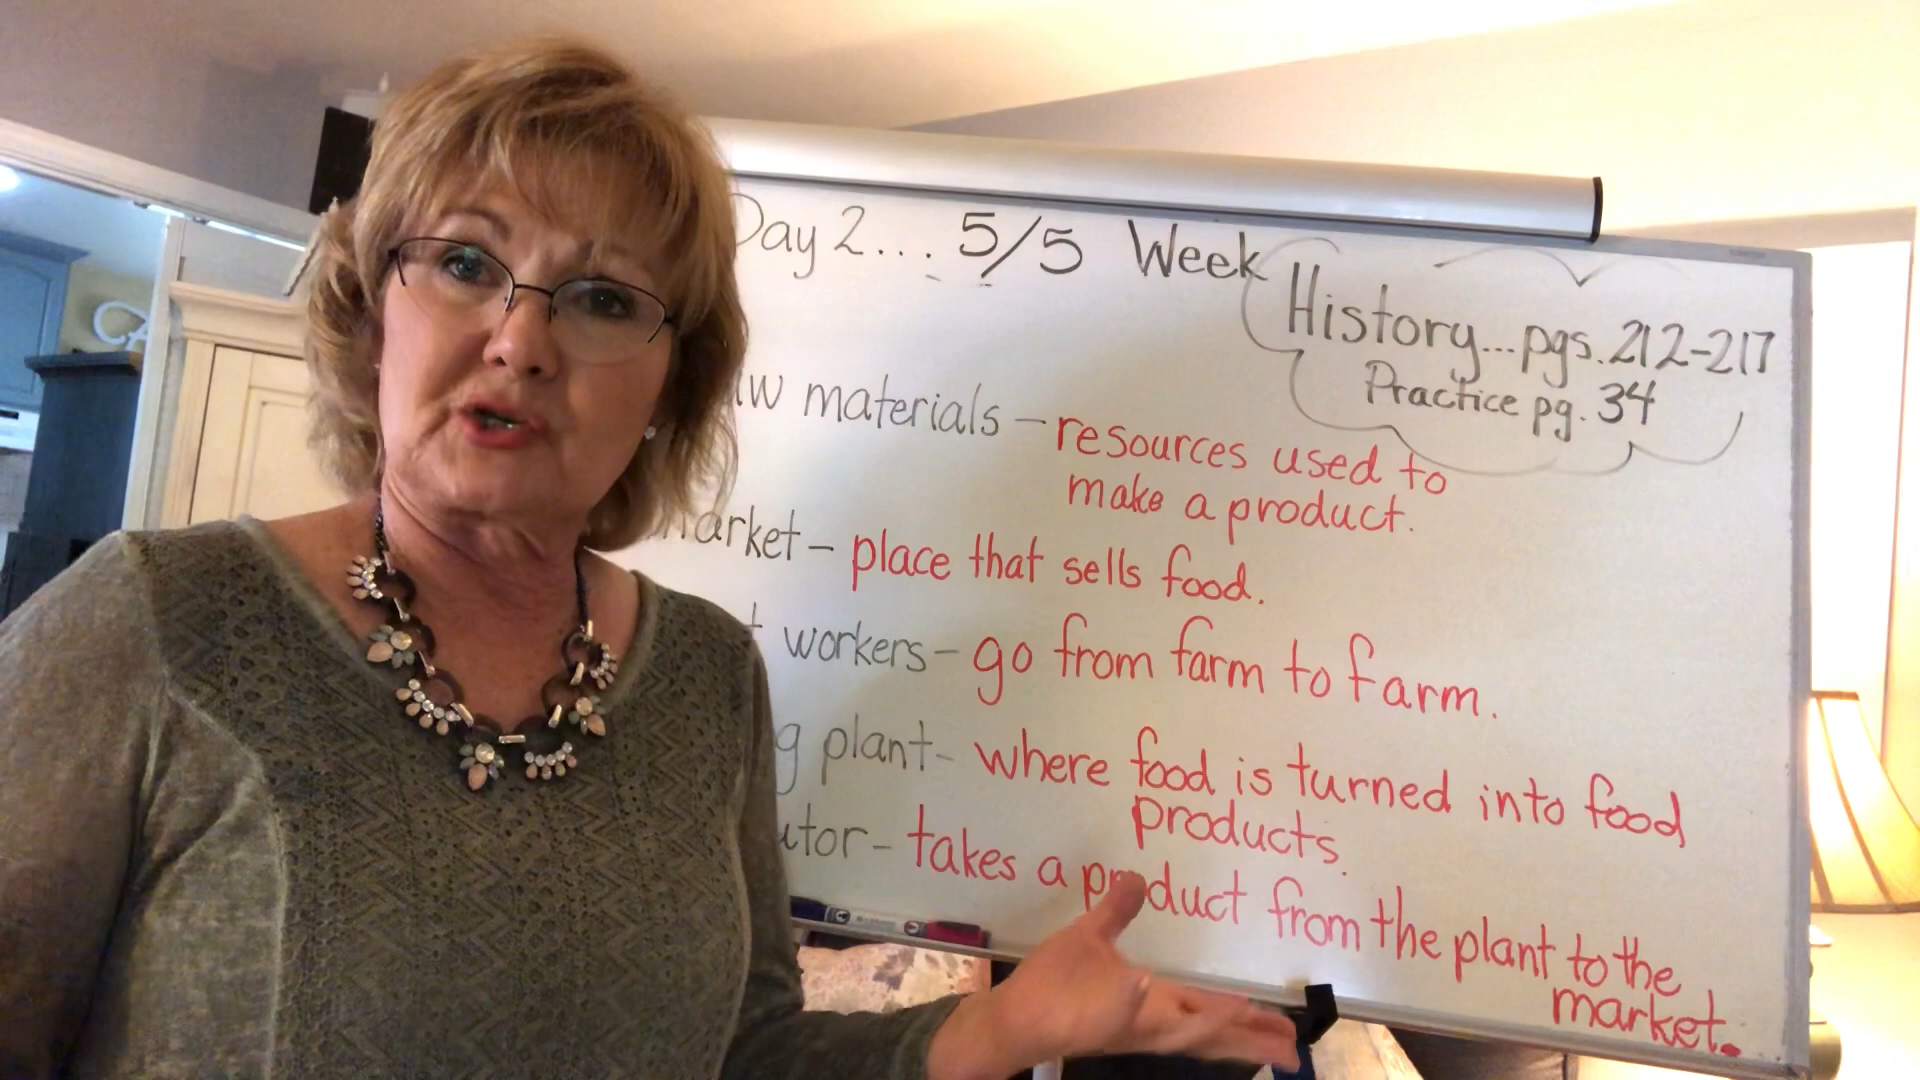 Day 2.... 5/5 Week
History...pgs. 212-217
Practice pg. 34
materials - resources used to
make a product.
market - place that sells food.
workers - go from farm to farm.
plant - where food is turned into food
products.
takes a product from the plant to the
market.